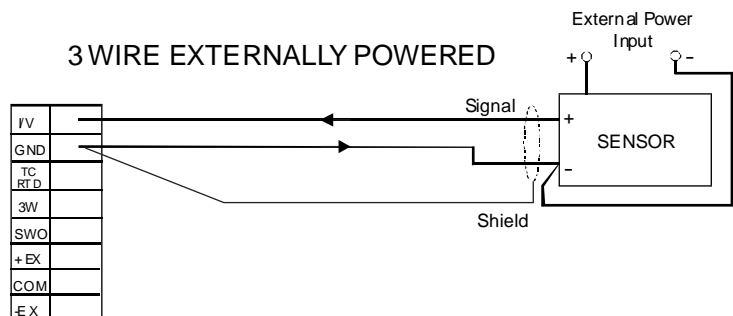 External Power
Input
3 WIRE EXTERNALLY POWERED
+ -
Signal
I/V
+
SENSOR
GND
-
TC
RTD
3W
Shield
SWO
+EX
COM
-EX